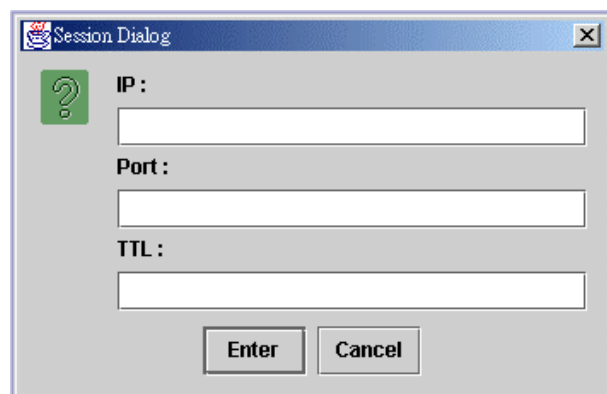 Session Dialog
IP :
Port :
TTL :
Enter Cancel